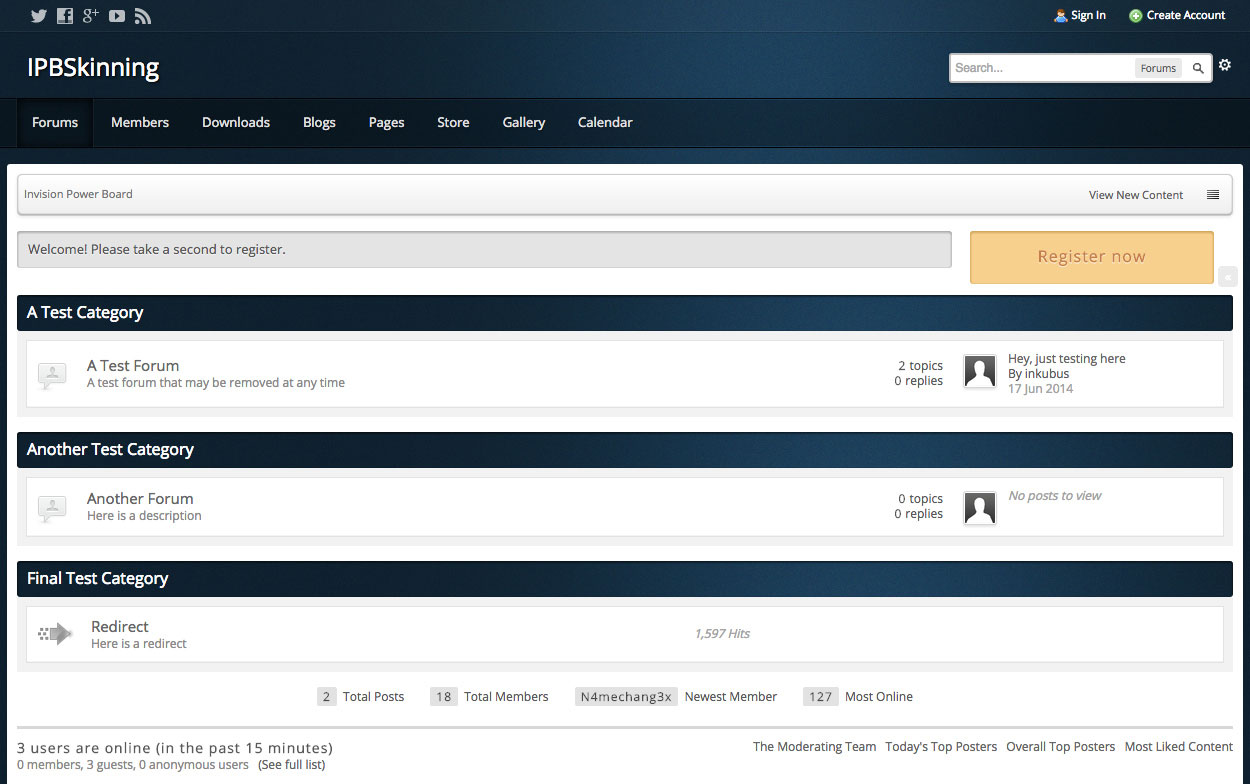 Sign In Create Account
IPBSkinning
Search... Forums
Forums Members Downloads Blogs Pages Store Gallery Calendar
Invision Power Board View New Content
Welcome! Please take a second to register.
Register now
A Test Category
A Test Forum
A test forum that may be removed at any time
2 topics
0 replies
Hey, just testing here
By inkubus
17 Jun 2014
Another Test Category
Another Forum
Here is a description
0 topics
0 replies
No posts to view
Final Test Category
Redirect
Here is a redirect
1,597 Hits
2 Total Posts 18 Total Members N4mechang3x Newest Member 127 Most Online
3 users are online (in the past 15 minutes)
0 members, 3 guests, 0 anonymous users (See full list)
The Moderating Team Today's Top Posters Overall Top Posters Most Liked Content